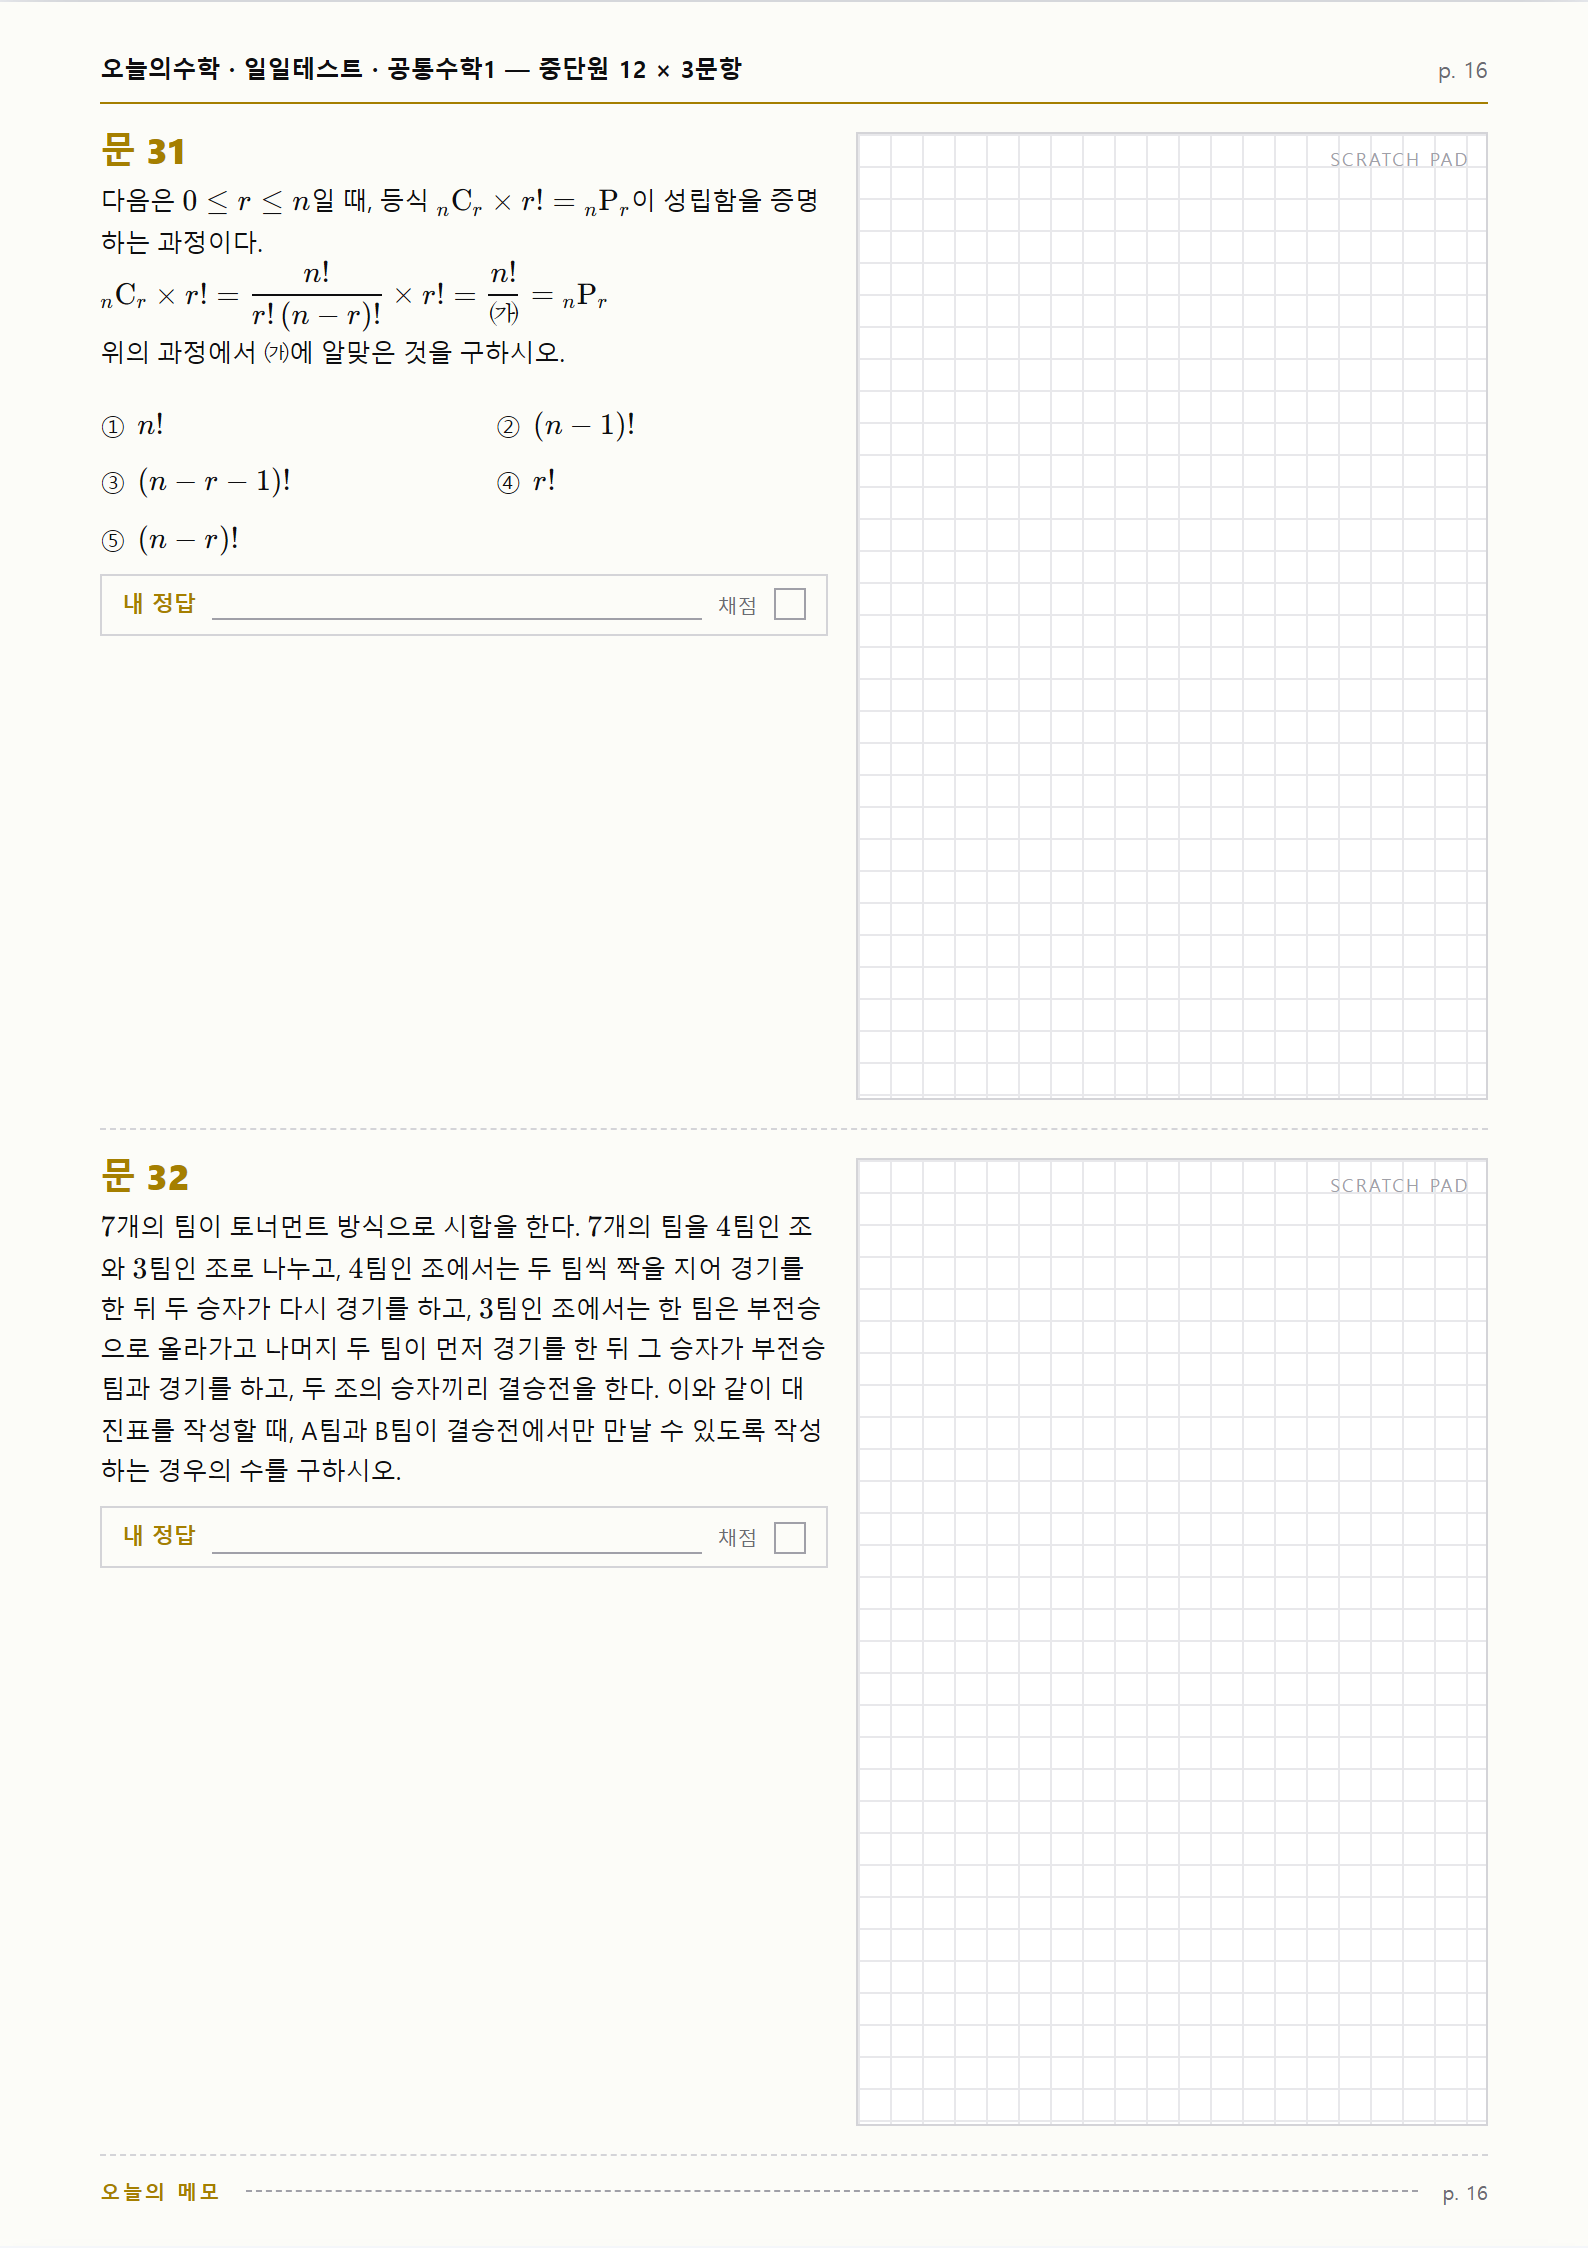 오늘의수학 · 일일테스트 · 공통수학1 — 중단원 12 × 3문항
p. 16
문 31
SCRATCH PAD
다음은 0 ≤ r ≤ n일 때, 등식 ₙCᵣ × r! = ₙPᵣ이 성립함을 증명
하는 과정이다.
ₙCᵣ × r! = n!/(r!(n − r)!) × r! = n!/㈎ = ₙPᵣ
위의 과정에서 ㈎에 알맞은 것을 구하시오.
① n! ② (n − 1)!
③ (n − r − 1)! ④ r!
⑤ (n − r)!
내 정답 채점
문 32
SCRATCH PAD
7개의 팀이 토너먼트 방식으로 시합을 한다. 7개의 팀을 4팀인 조
와 3팀인 조로 나누고, 4팀인 조에서는 두 팀씩 짝을 지어 경기를
한 뒤 두 승자가 다시 경기를 하고, 3팀인 조에서는 한 팀은 부전승
으로 올라가고 나머지 두 팀이 먼저 경기를 한 뒤 그 승자가 부전승
팀과 경기를 하고, 두 조의 승자끼리 결승전을 한다. 이와 같이 대
진표를 작성할 때, A팀과 B팀이 결승전에서만 만날 수 있도록 작성
하는 경우의 수를 구하시오.
내 정답 채점
오늘의 메모
p. 16